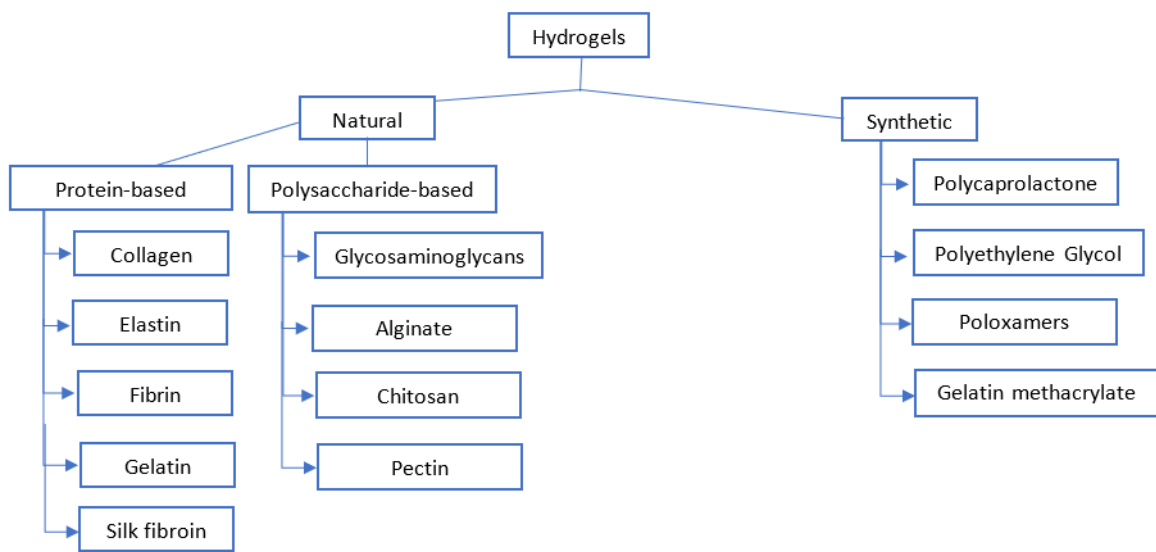 Hydrogels
Natural
Synthetic
Protein-based
Polysaccharide-based
Polycaprolactone
Polyethylene Glycol
Poloxamers
Gelatin methacrylate
Collagen
Elastin
Fibrin
Gelatin
Silk fibroin
Glycosaminoglycans
Alginate
Chitosan
Pectin